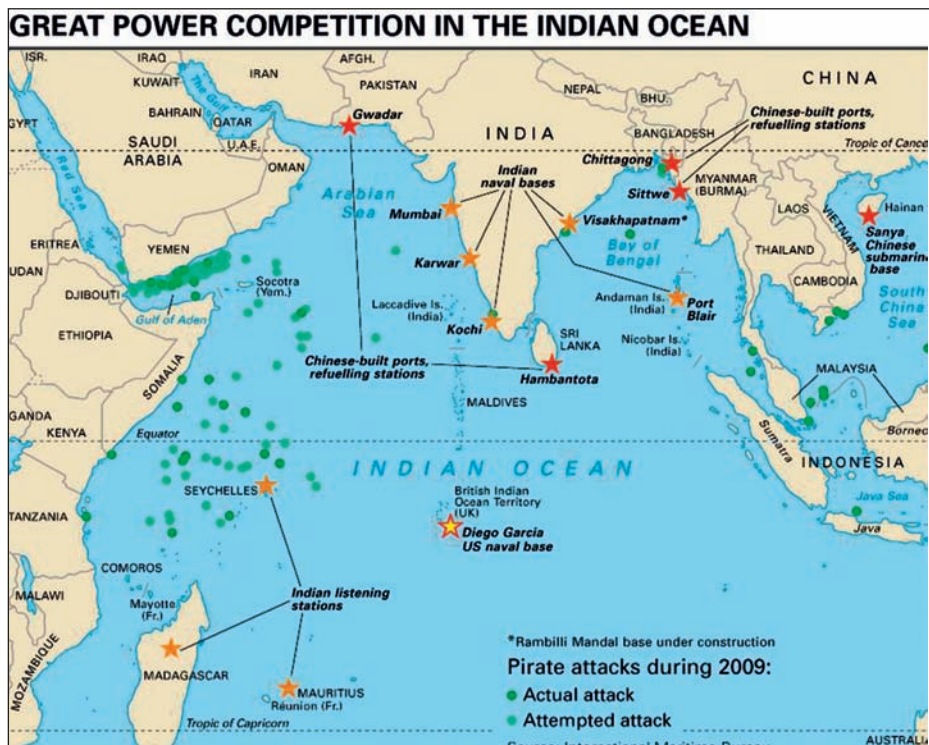 GREAT POWER COMPETITION IN THE INDIAN OCEAN
ISR.
IRAQ
KUWAIT
IRAN
AFGH.
PAKISTAN
NEPAL
BHU.
CHINA
The Gulf
BAHRAIN
QATAR
U.A.E.
Gwadar
INDIA
BANGLADESH
Chinese-built ports,
refuelling stations
Tropic of Cance
GYPT
SAUDI
ARABIA
OMAN
Red Sea
Arabian
Sea
Indian
naval bases
Chittagong
Sittwe
MYANMAR
(BURMA)
LAOS
VIETNAM
Hainan
Mumbai
Visakhapatnam*
Bay of
Bengal
Sanya
Chinese
submarine
base
ERITREA
YEMEN
UDAN
DJIBOUTI
Gulf of Aden
Socotra
(Yem.)
Karwar
THAILAND
CAMBODIA
Laccadive Is.
(India)
Andaman Is.
(India)
Port
Blair
South
China
Sea
ETHIOPIA
Kochi
SRI
LANKA
Nicobar Is.
(India)
SOMALIA
Chinese-built ports,
refuelling stations
Hambantota
MALAYSIA
MALDIVES
GANDA
KENYA
Equator
Sumatra
Borneo
INDIAN OCEAN
INDONESIA
SEYCHELLES
British Indian
Ocean Territory
(UK)
Java Sea
TANZANIA
Diego Garcia
US naval base
Java
COMOROS
MALAWI
Mayotte
(Fr.)
Indian listening
stations
MOZAMBIQUE
*Rambilli Mandal base under construction
Pirate attacks during 2009:
MADAGASCAR
MAURITIUS
Réunion (Fr.)
Actual attack
Tropic of Capricorn
Attempted attack
AUSTRALI